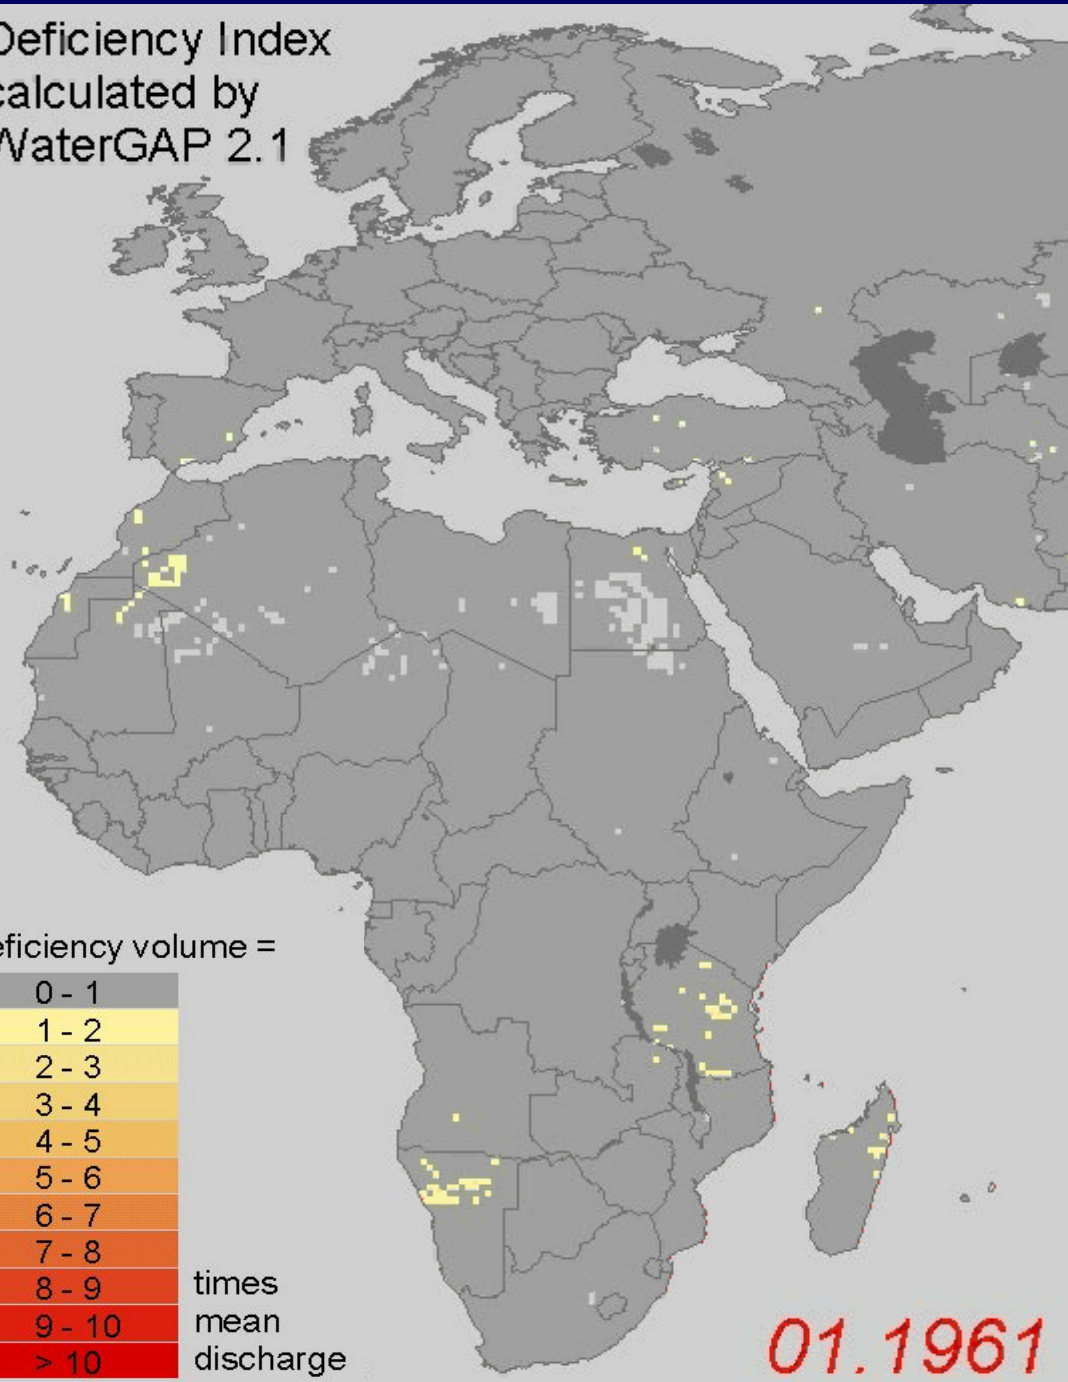 Deficiency Index
calculated by
WaterGAP 2.1
eficiency volume =
0 - 1
1 - 2
2 - 3
3 - 4
4 - 5
5 - 6
6 - 7
7 - 8
8 - 9
9 - 10
> 10
times
mean
discharge
01.1961